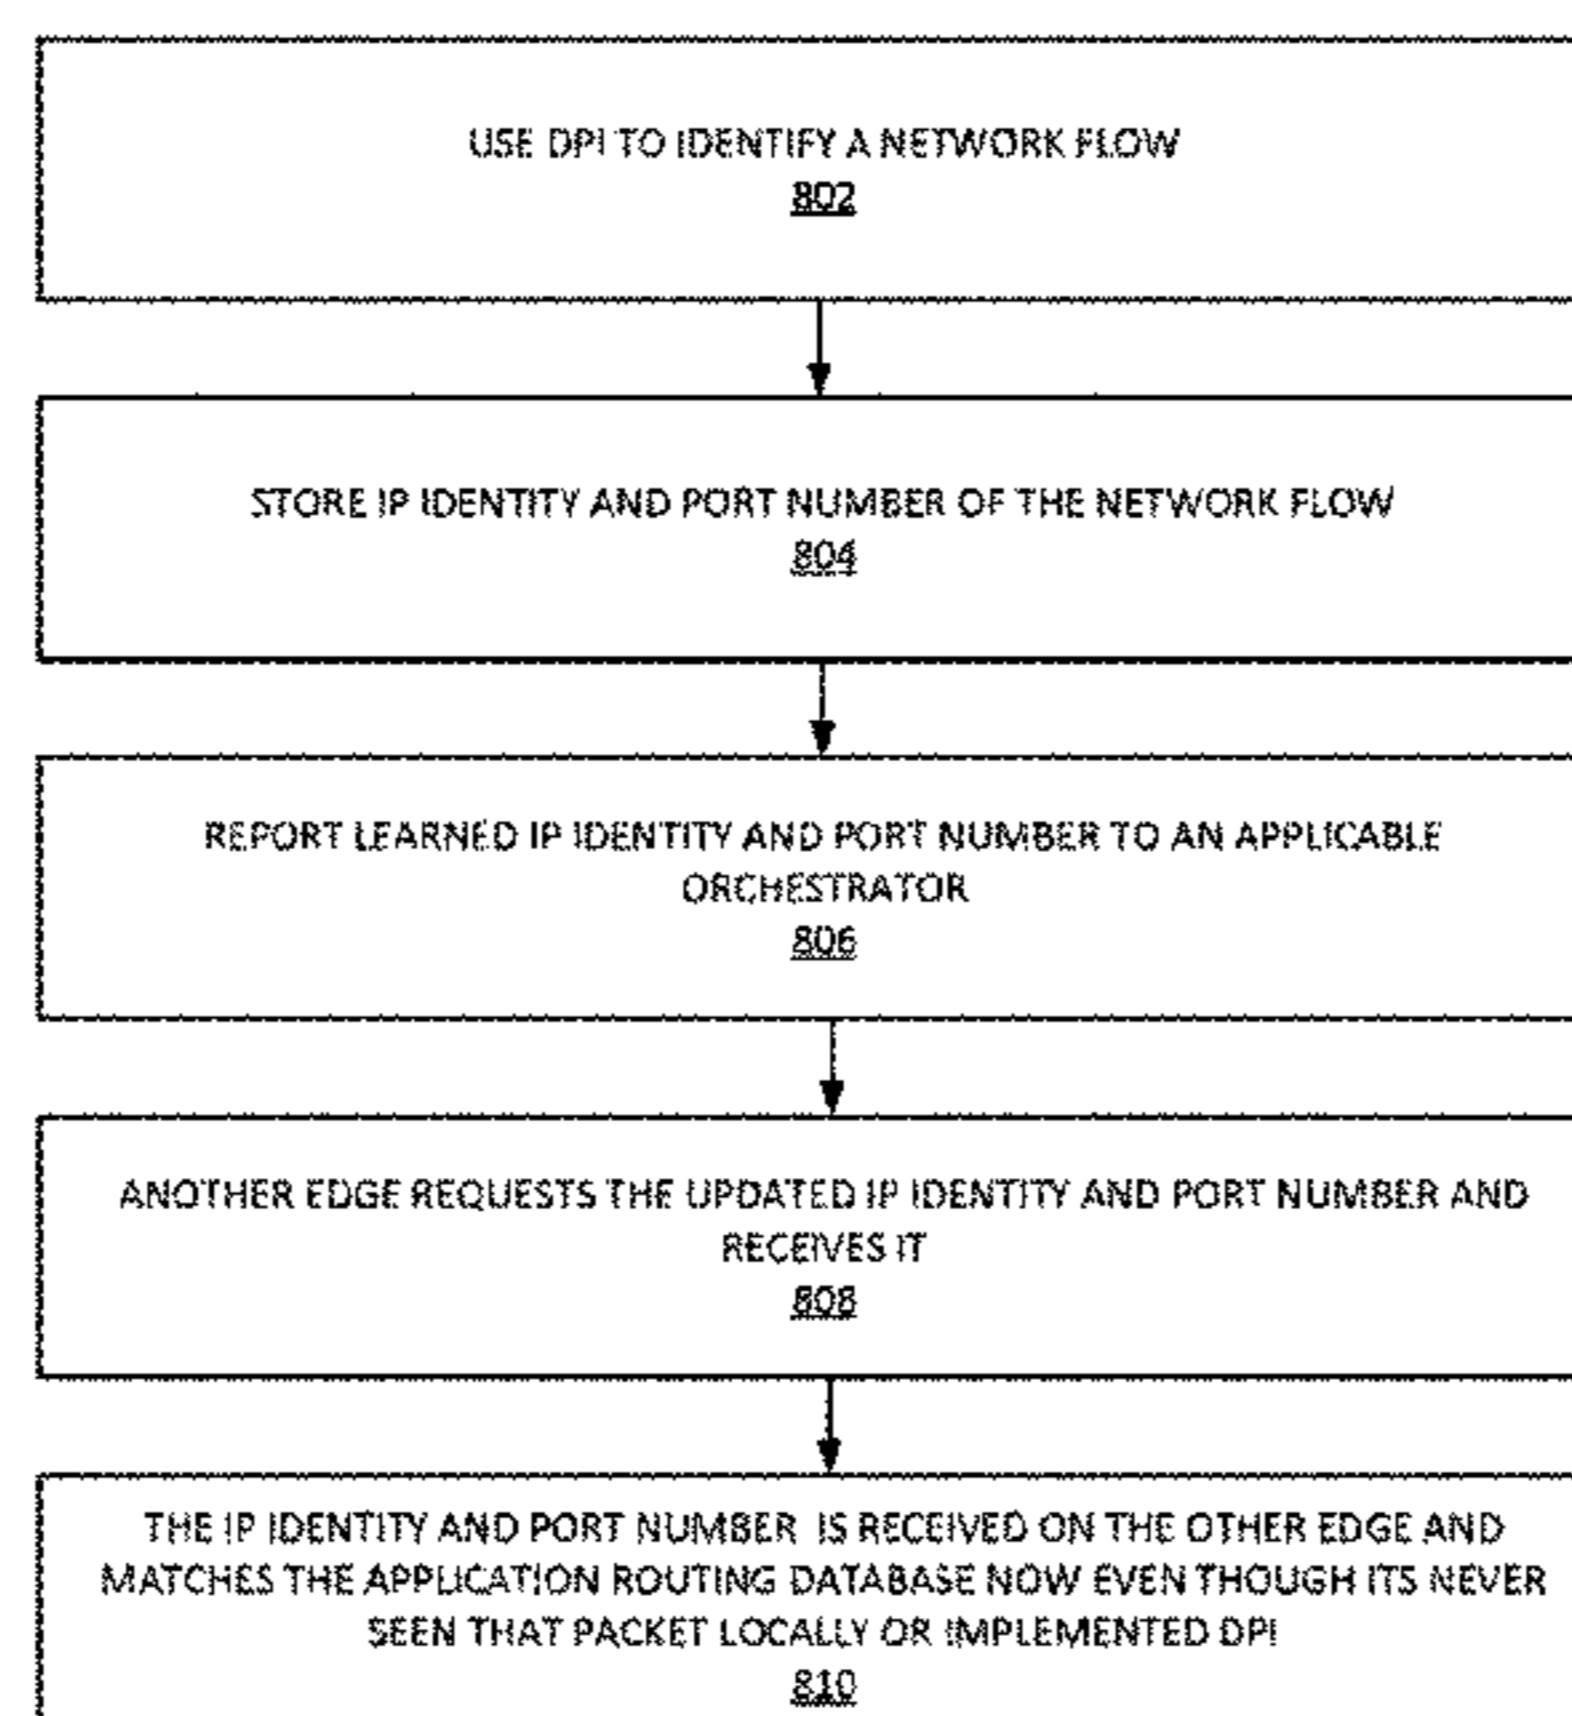 USE DPI TO IDENTIFY A NETWORK FLOW
802
STORE IP IDENTITY AND PORT NUMBER OF THE NETWORK FLOW
804
REPORT LEARNED IP IDENTITY AND PORT NUMBER TO AN APPLICABLE
ORCHESTRATOR
806
ANOTHER EDGE REQUESTS THE UPDATED IP IDENTITY AND PORT NUMBER AND
RECEIVES IT
808
THE IP IDENTITY AND PORT NUMBER IS RECEIVED ON THE OTHER EDGE AND
MATCHES THE APPLICATION ROUTING DATABASE NOW EVEN THOUGH ITS NEVER
SEEN THAT PACKET LOCALLY OR IMPLEMENTED DPI
810